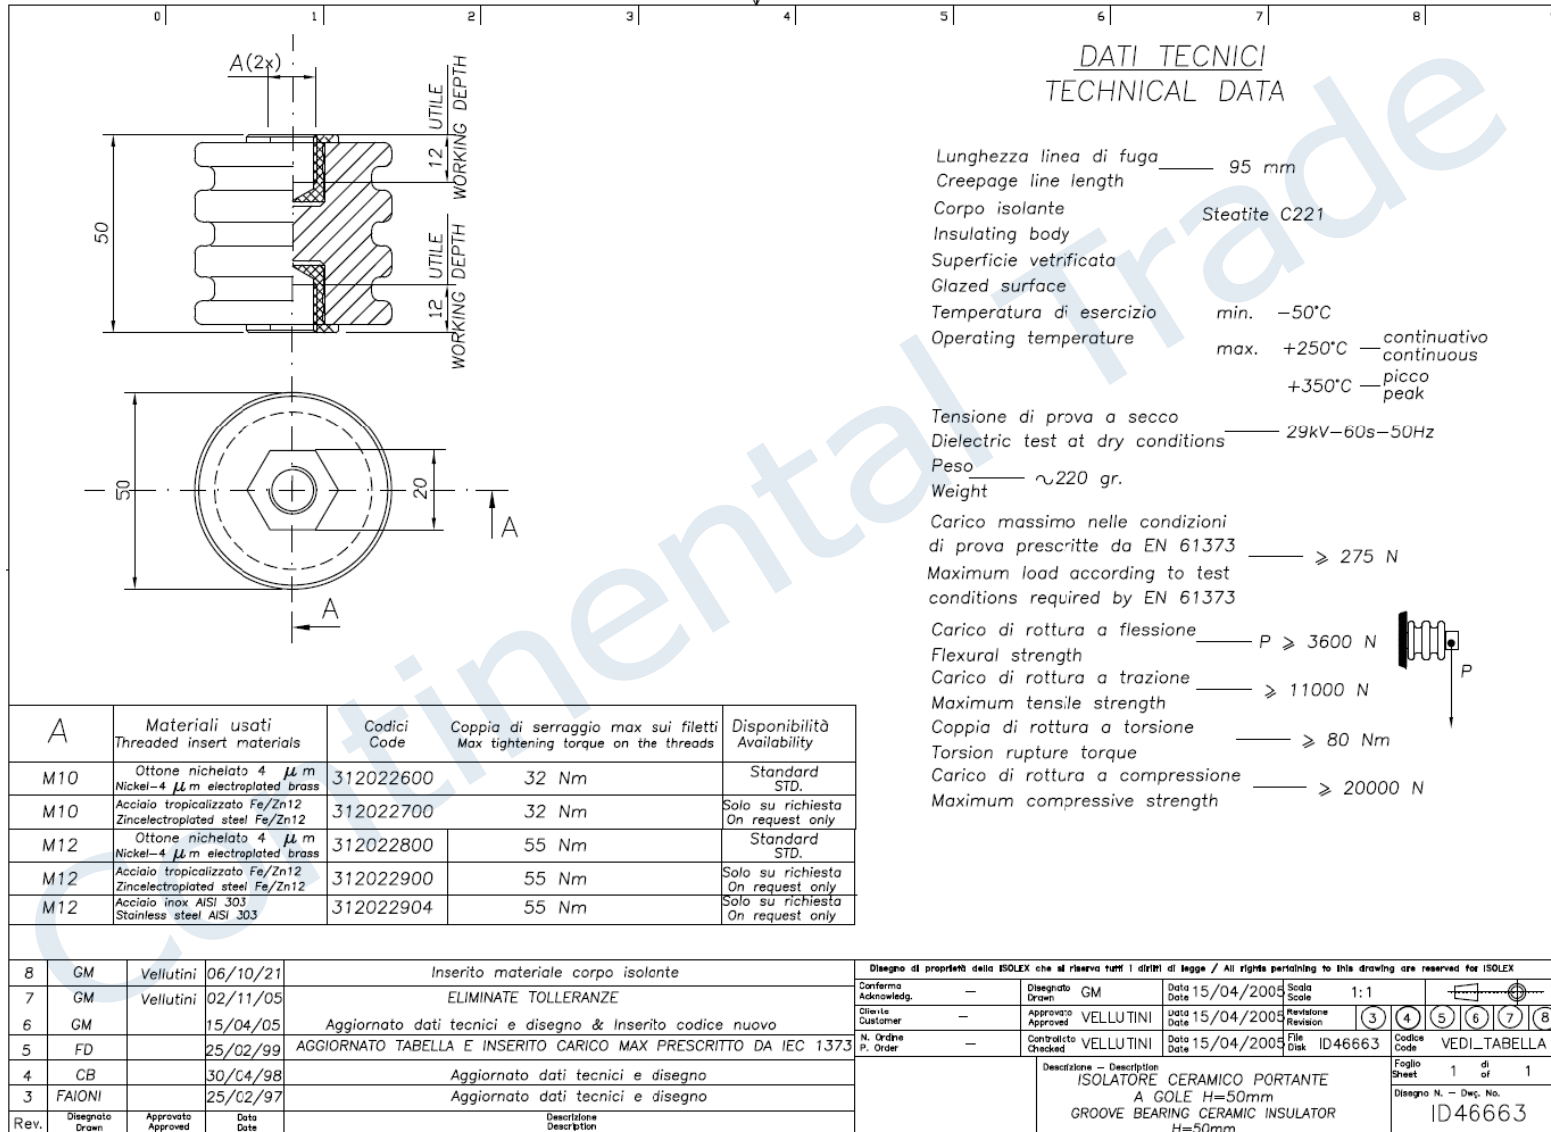 0 1 2 3 4 5 6 7 8
A(2x)
12 UTILE
WORKING DEPTH
50
12 UTILE
WORKING DEPTH
50
20
A
A
DATI TECNICI
TECHNICAL DATA
Lunghezza linea di fuga
Creepage line length
95 mm
Corpo isolante
Insulating body
Steatite C221
Superficie vetrificata
Glazed surface
Temperatura di esercizio
Operating temperature
min. -50°C
max. +250°C
continuativo
continuous
+350°C
picco
peak
Tensione di prova a secco
Dielectric test at dry conditions
29kV-60s-50Hz
Peso
Weight
~220 gr.
Carico massimo nelle condizioni
di prova prescritte da EN 61373
Maximum load according to test
conditions required by EN 61373
⩾ 275 N
Carico di rottura a flessione
Flexural strength
P ⩾ 3600 N
P
Carico di rottura a trazione
Maximum tensile strength
⩾ 11000 N
Coppia di rottura a torsione
Torsion rupture torque
⩾ 80 Nm
Carico di rottura a compressione
Maximum compressive strength
⩾ 20000 N
Continental Trade
A
Materiali usati
Threaded insert materials
Codici
Code
Coppia di serraggio max sui filetti
Max tightening torque on the threads
Disponibilità
Availability
M10
Ottone nichelato 4 μm
Nickel-4 μm electroplated brass
312022600
32 Nm
Standard
STD.
M10
Acciaio tropicalizzato Fe/Zn12
Zincelectroplated steel Fe/Zn12
312022700
32 Nm
Solo su richiesta
On request only
M12
Ottone nichelato 4 μm
Nickel-4 μm electroplated brass
312022800
55 Nm
Standard
STD.
M12
Acciaio tropicalizzato Fe/Zn12
Zincelectroplated steel Fe/Zn12
312022900
55 Nm
Solo su richiesta
On request only
M12
Acciaio inox AISI 303
Stainless steel AISI 303
312022904
55 Nm
Solo su richiesta
On request only
8 GM Vellutini 06/10/21 Inserito materiale corpo isolante
7 GM Vellutini 02/11/05 ELIMINATE TOLLERANZE
6 GM 15/04/05 Aggiornato dati tecnici e disegno & Inserito codice nuovo
5 FD 25/02/99 AGGIORNATO TABELLA E INSERITO CARICO MAX PRESCRITTO DA IEC 1373
4 CB 30/04/98 Aggiornato dati tecnici e disegno
3 FAIONI 25/02/97 Aggiornato dati tecnici e disegno
Rev.
Disegnato
Drawn
Approvato
Approved
Data
Date
Descrizione
Description
Disegno di proprietà della ISOLEX che si riserva tutti i diritti di legge / All rights pertaining to this drawing are reserved for ISOLEX
Conferma
Acknowledg.
-
Disegnato
Drawn
GM
Data
Date
15/04/2005
Scala
Scale
1:1
Cliente
Customer
-
Approvato
Approved
VELLUTINI
Data
Date
15/04/2005
Revisione
Revision
3 4 5 6 7 8
N. Ordine
P. Order
-
Controllato
Checked
VELLUTINI
Data
Date
15/04/2005
File
Disk
ID46663
Codice
Code
VEDI_TABELLA
Descrizione - Description
ISOLATORE CERAMICO PORTANTE
A GOLE H=50mm
GROOVE BEARING CERAMIC INSULATOR
H=50mm
Foglio
Sheet
1
di
of
1
Disegno N. - Dwg. No.
ID46663